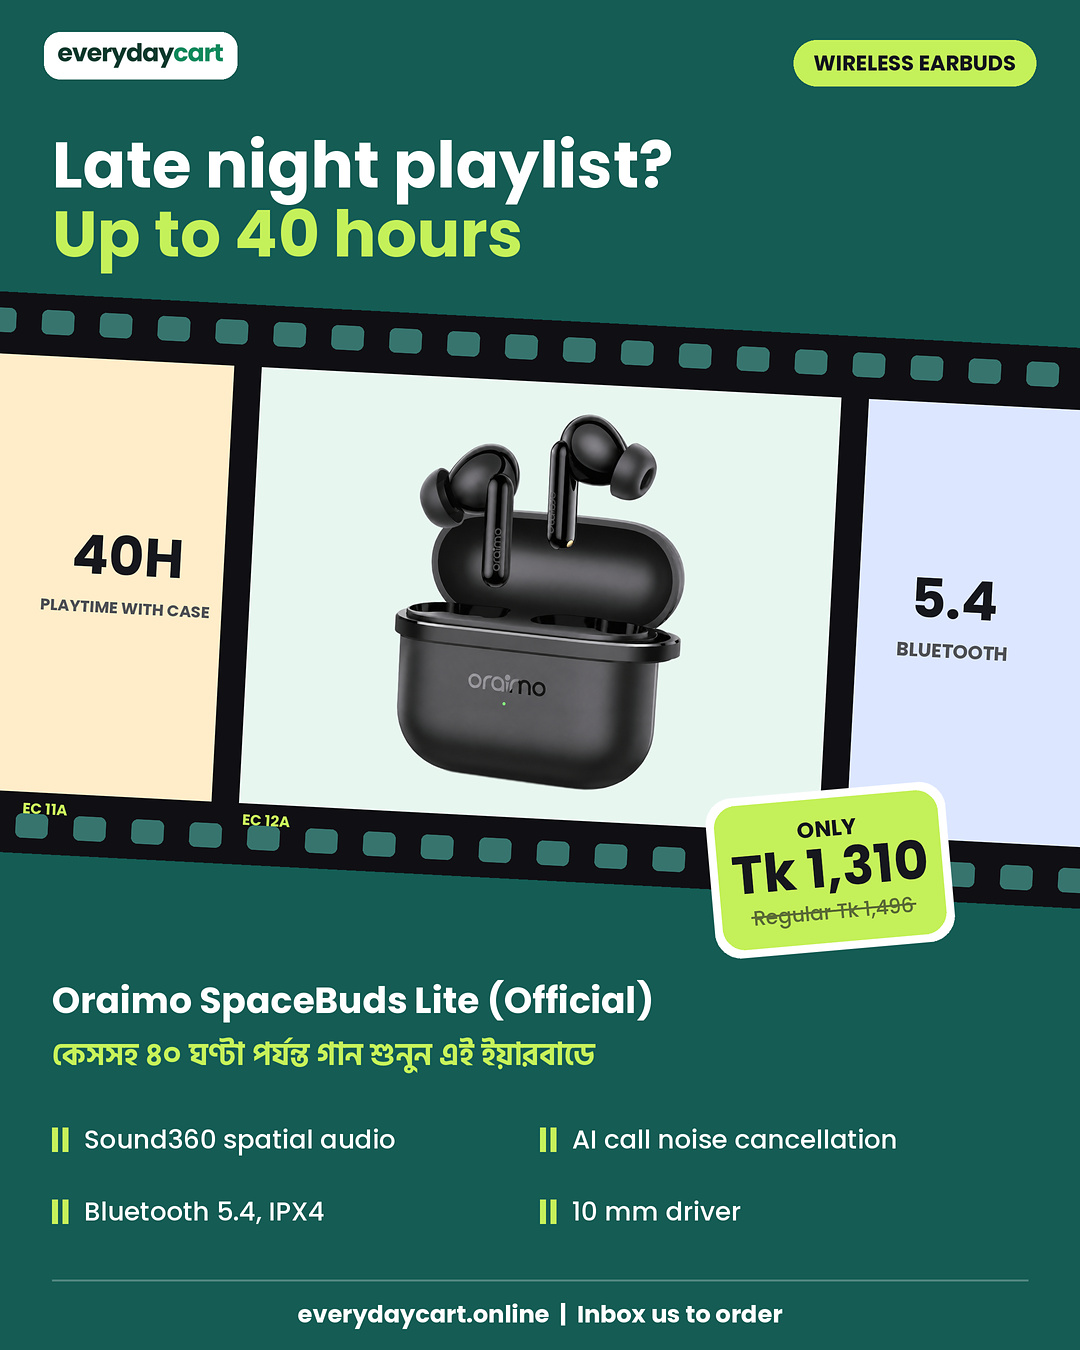 everydaycart
WIRELESS EARBUDS
Late night playlist?
Up to 40 hours
40H
PLAYTIME WITH CASE
oraimo
oraimo
oraimo
5.4
BLUETOOTH
EC 11A
EC 12A
ONLY
Tk 1,310
Regular Tk 1,496
Oraimo SpaceBuds Lite (Official)
কেসসহ ৪০ ঘণ্টা পর্যন্ত গান শুনুন এই ইয়ারবাডে
Sound360 spatial audio
AI call noise cancellation
Bluetooth 5.4, IPX4
10 mm driver
everydaycart.online | Inbox us to order